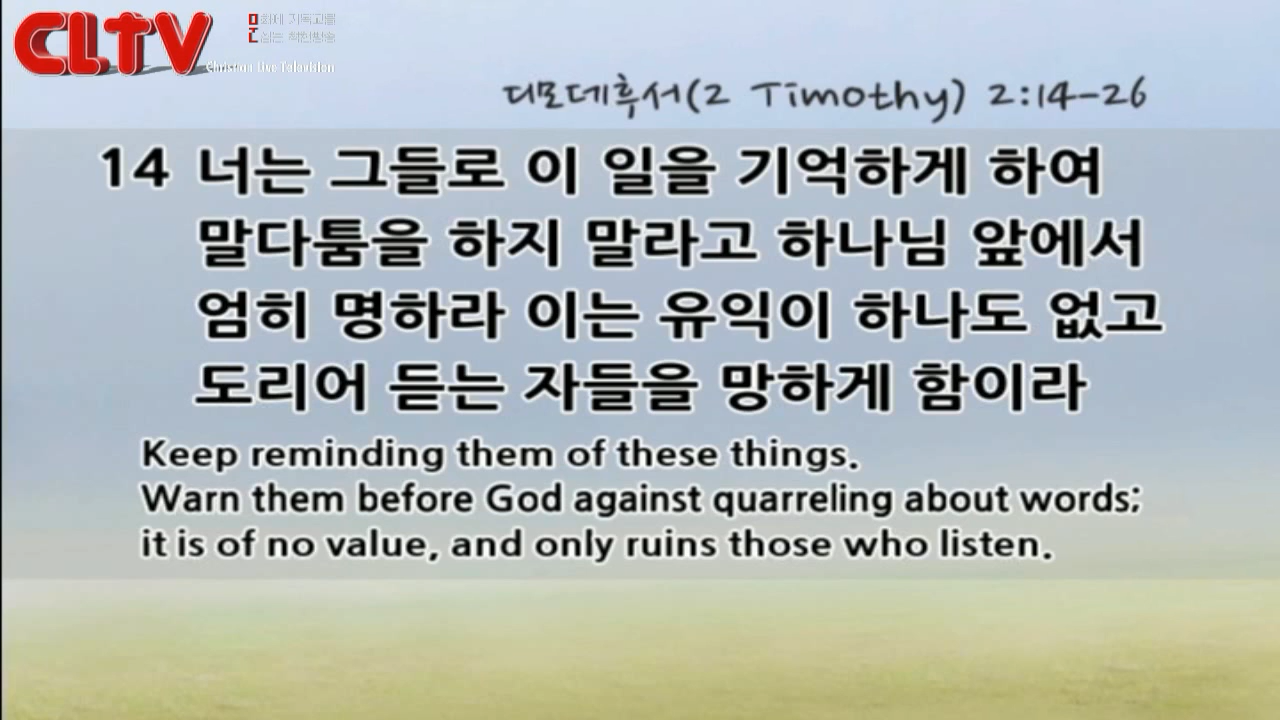 CLTV
Christian Live Television
디모데후서(2 Timothy) 2:14-26
14 너는 그들로 이 일을 기억하게 하여
말다툼을 하지 말라고 하나님 앞에서
엄히 명하라 이는 유익이 하나도 없고
도리어 듣는 자들을 망하게 함이라
Keep reminding them of these things.
Warn them before God against quarreling about words;
it is of no value, and only ruins those who listen.